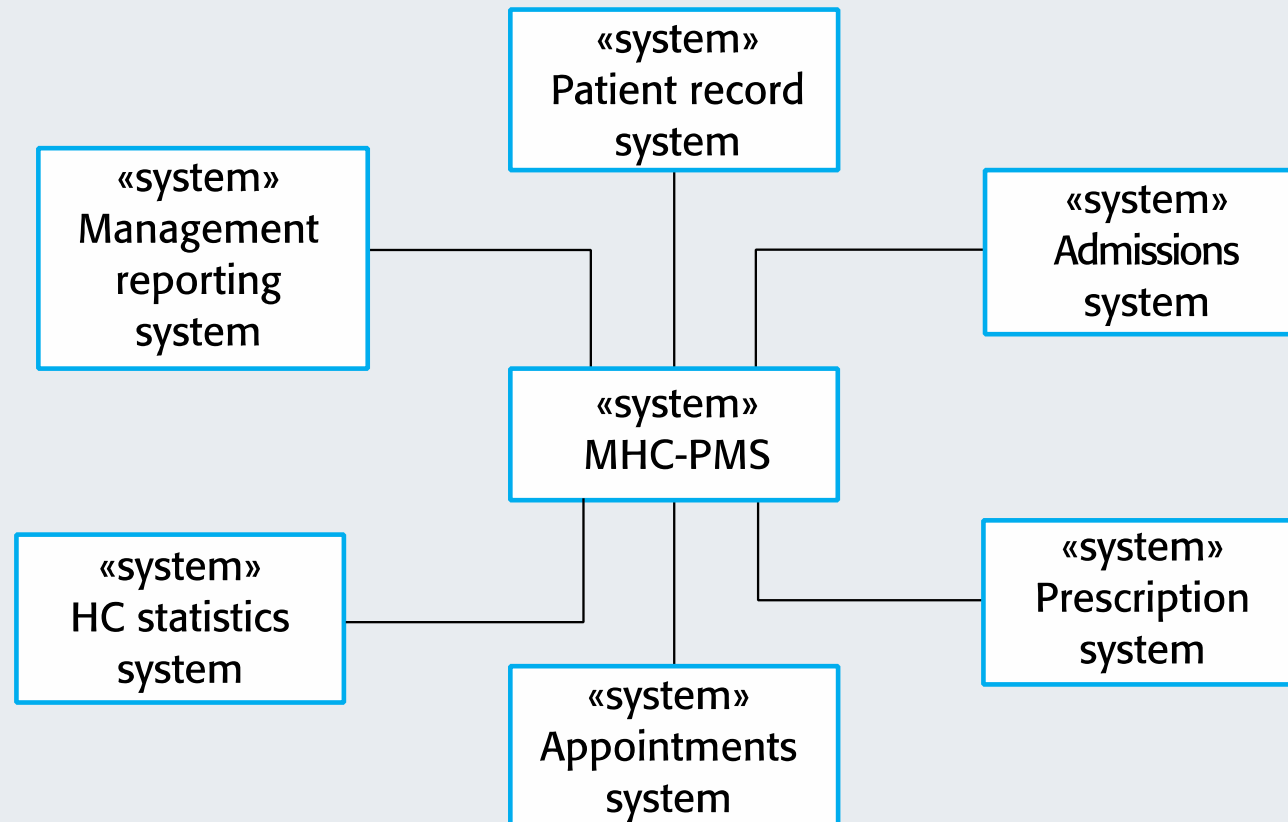 «system»
Patient record
system
«system»
Management
reporting
system
«system»
Admissions
system
«system»
MHC-PMS
«system»
HC statistics
system
«system»
Prescription
system
«system»
Appointments
system